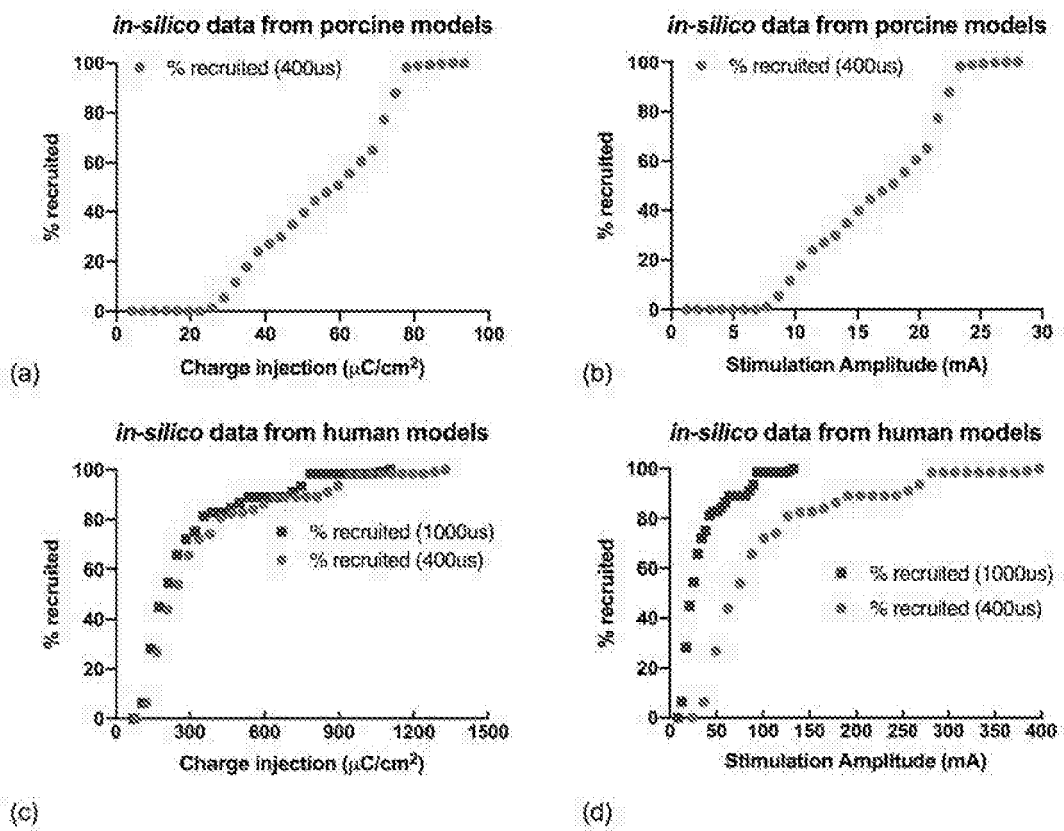 in-silico data from porcine models
% recruited (400us)
100
80
60
40
20
0
% recruited
0 20 40 60 80 100
Charge injection (μC/cm²)
(a)
in-silico data from porcine models
% recruited (400us)
100
80
60
40
20
0
% recruited
0 5 10 15 20 25 30
Stimulation Amplitude (mA)
(b)
in-silico data from human models
100
80
60
40
20
0
% recruited
% recruited (1000us)
% recruited (400us)
0 300 600 900 1200 1500
Charge injection (μC/cm²)
(c)
in-silico data from human models
100
80
60
40
20
0
% recruited
% recruited (1000us)
% recruited (400us)
0 50 100 150 200 250 300 350 400
Stimulation Amplitude (mA)
(d)